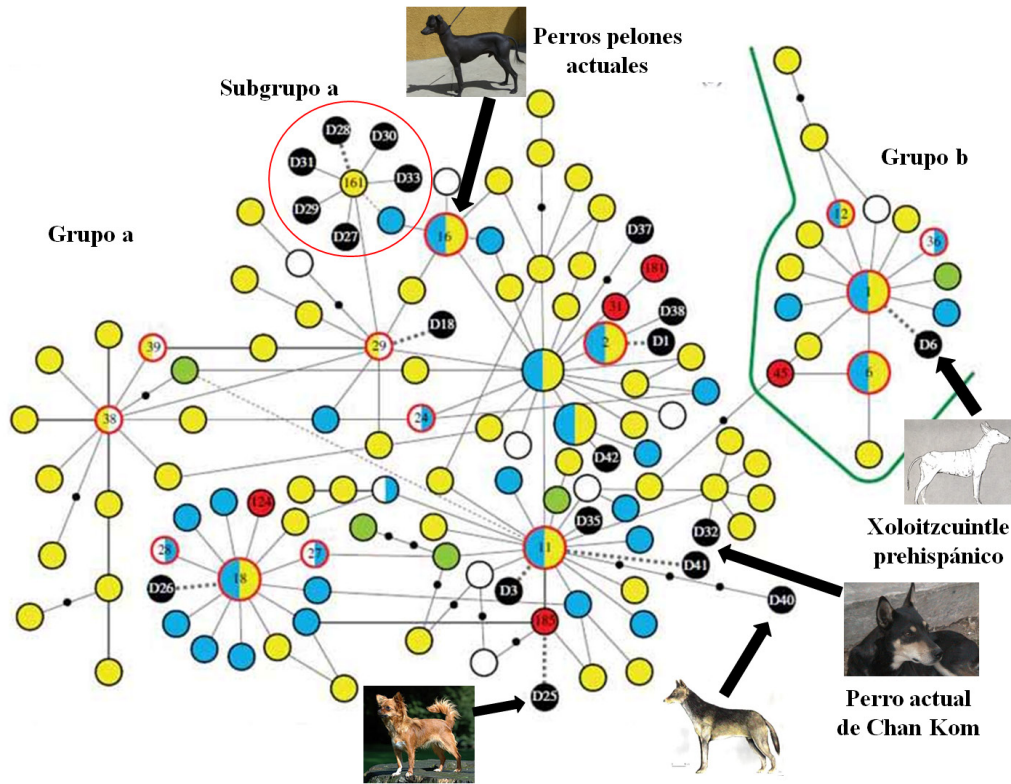 Perros pelones
actuales
Subgrupo a
D28
D30
D31
161
D33
D29
D27
Grupo a
16
D37
181
31
D38
2
D1
D18
29
39
38
24
D42
124
28
27
18
D26
11
D35
D3
D32
D41
D40
185
D25
Grupo b
12
36
1
D6
45
6
Xoloitzcuintle
prehispánico
Perro actual
de Chan Kom